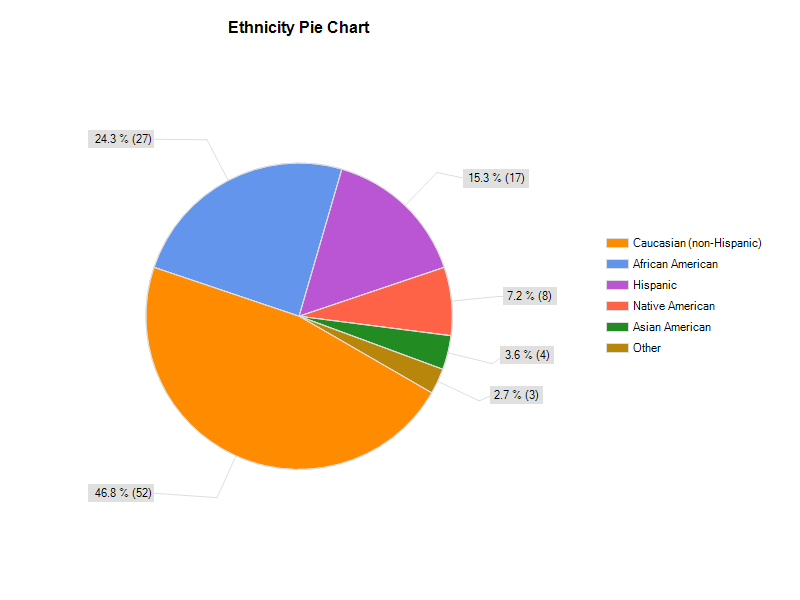 Ethnicity Pie Chart
24.3 % (27)
15.3 % (17)
7.2 % (8)
3.6 % (4)
2.7 % (3)
46.8 % (52)
Caucasian (non-Hispanic)
African American
Hispanic
Native American
Asian American
Other